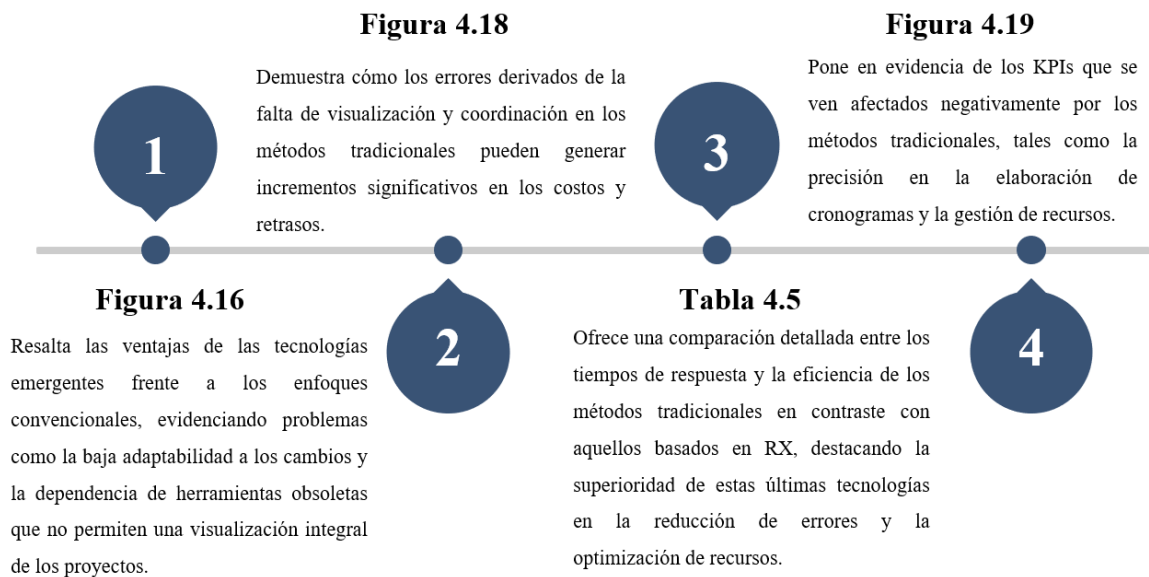 1
Figura 4.16
Resalta las ventajas de las tecnologías
emergentes frente a los enfoques
convencionales, evidenciando problemas
como la baja adaptabilidad a los cambios y
la dependencia de herramientas obsoletas
que no permiten una visualización integral
de los proyectos.
Figura 4.18
Demuestra cómo los errores derivados de la
falta de visualización y coordinación en los
métodos tradicionales pueden generar
incrementos significativos en los costos y
retrasos.
2
3
Tabla 4.5
Ofrece una comparación detallada entre los
tiempos de respuesta y la eficiencia de los
métodos tradicionales en contraste con
aquellos basados en RX, destacando la
superioridad de estas últimas tecnologías
en la reducción de errores y la
optimización de recursos.
Figura 4.19
Pone en evidencia de los KPIs que se
ven afectados negativamente por los
métodos tradicionales, tales como la
precisión en la elaboración de
cronogramas y la gestión de recursos.
4